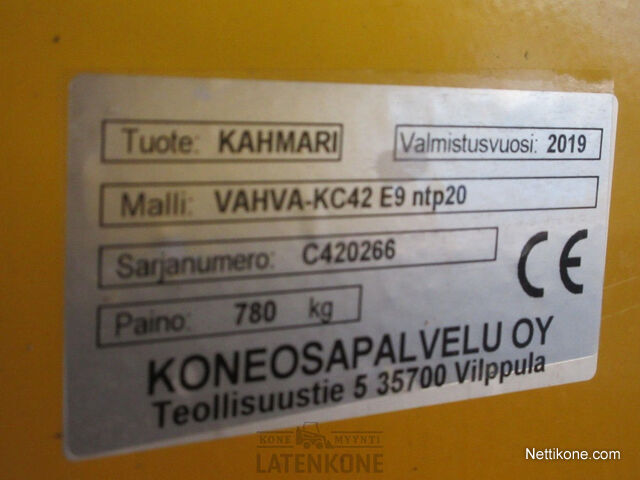 Tuote: KAHMARI Valmistusvuosi: 2019
Malli: VAHVA-KC42 E9 ntp20
Sarjanumero: C420266
CE
Paino: 780 kg
KONEOSAPALVELU OY
Teollisuustie 5 35700 Vilppula
KONE MYYNTI
LATENKONE
Nettikone.com